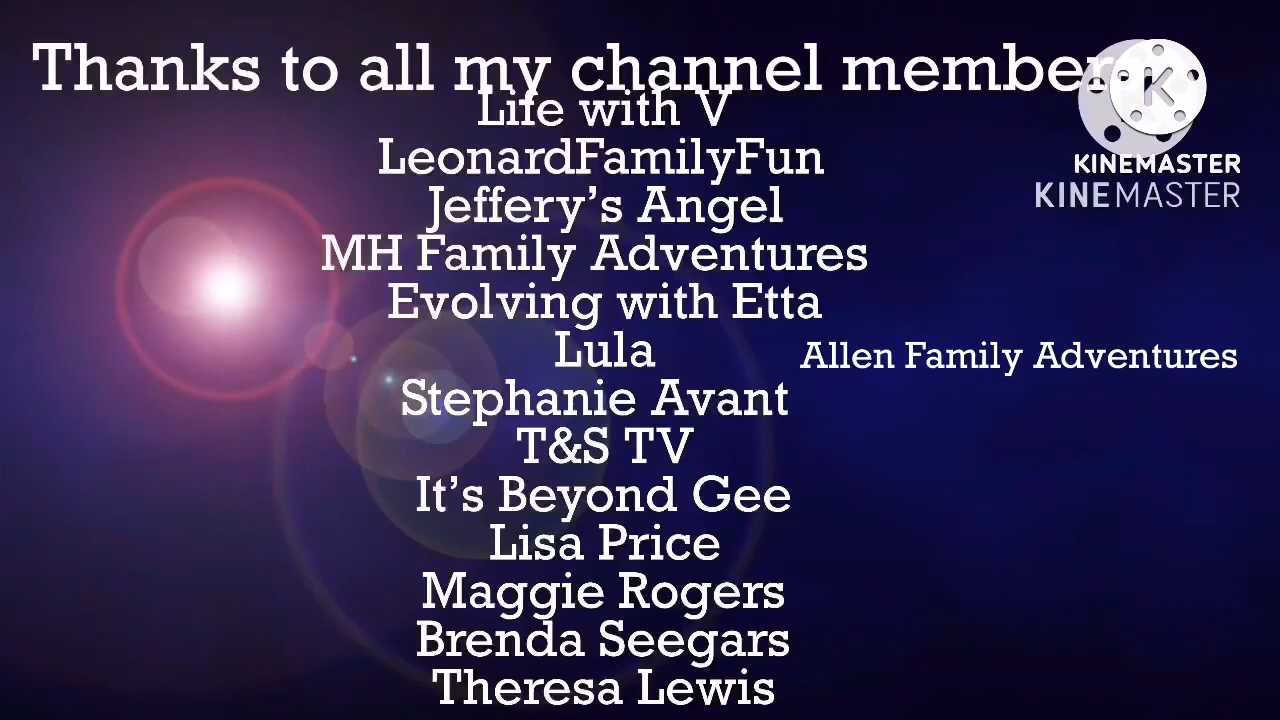 Thanks to all my channel member
Life with V
LeonardFamilyFun
Jeffery’s Angel
MH Family Adventures
Evolving with Etta
Lula
Allen Family Adventures
Stephanie Avant
T&S TV
It’s Beyond Gee
Lisa Price
Maggie Rogers
Brenda Seegars
Theresa Lewis
K
KINEMASTER
KINEMASTER